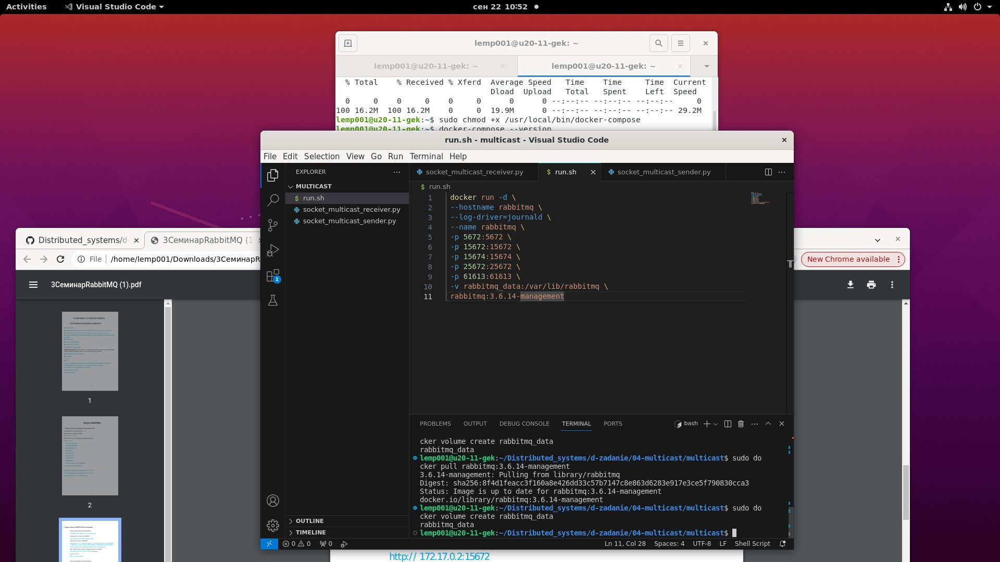 Activities
Visual Studio Code
сен 22 10:52
lemp001@u20-11-gek: ~
lemp001@u20-11-gek: ~
lemp001@u20-11-gek: ~
% Total % Received % Xferd Average Speed Time Time Time Current
Dload Upload Total Spent Left Speed
0 0 0 0 0 0 0 0 --:--:-- --:--:-- --:--:-- 0
100 16.2M 100 16.2M 0 0 19.9M 0 --:--:-- --:--:-- --:--:-- 29.2M
lemp001@u20-11-gek:~$ sudo chmod +x /usr/local/bin/docker-compose
lemp001@u20-11-gek:~$ docker-compose --version
run.sh - multicast - Visual Studio Code
File Edit Selection View Go Run Terminal Help
EXPLORER
MULTICAST
$ run.sh
socket_multicast_receiver.py
socket_multicast_sender.py
OUTLINE
TIMELINE
socket_multicast_receiver.py
$ run.sh
socket_multicast_sender.py
$ run.sh
1 docker run -d \
2 --hostname rabbitmq \
3 --log-driver=journald \
4 --name rabbitmq \
5 -p 5672:5672 \
6 -p 15672:15672 \
7 -p 15674:15674 \
8 -p 25672:25672 \
9 -p 61613:61613 \
10 -v rabbitmq_data:/var/lib/rabbitmq \
11 rabbitmq:3.6.14-management
1
PROBLEMS OUTPUT DEBUG CONSOLE TERMINAL PORTS
bash
cker volume create rabbitmq_data
rabbitmq_data
lemp001@u20-11-gek:~/Distributed_systems/d-zadanie/04-multicast/multicast$ sudo do
cker pull rabbitmq:3.6.14-management
3.6.14-management: Pulling from library/rabbitmq
Digest: sha256:8f4d1feacc3f160a8e426dd33c57b7147c8e863d6283e917e3ce5f790830cca3
Status: Image is up to date for rabbitmq:3.6.14-management
docker.io/library/rabbitmq:3.6.14-management
lemp001@u20-11-gek:~/Distributed_systems/d-zadanie/04-multicast/multicast$ sudo do
cker volume create rabbitmq_data
rabbitmq_data
lemp001@u20-11-gek:~/Distributed_systems/d-zadanie/04-multicast/multicast$
0 0 0
Ln 11, Col 28 Spaces: 4 UTF-8 LF Shell Script
Distributed_systems/d-
3СеминарRabbitMQ (1
File
/home/lemp001/Downloads/3СеминарR
New Chrome available
3СеминарRabbitMQ (1).pdf
1
2
http:// 172.17.0.2:15672